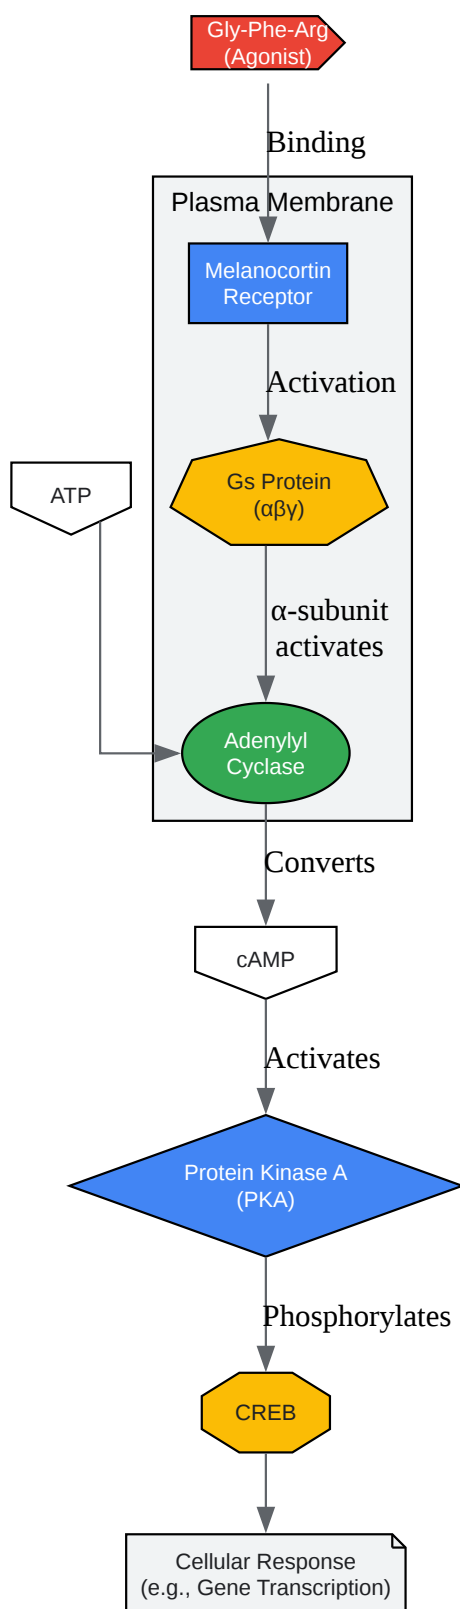 Gly-Phe-Arg
(Agonist)
Binding
Plasma Membrane
Melanocortin
Receptor
Activation
Gs Protein
(αβγ)
ATP
α-subunit
activates
Adenylyl
Cyclase
Converts
cAMP
Activates
Protein Kinase A
(PKA)
Phosphorylates
CREB
Cellular Response
(e.g., Gene Transcription)